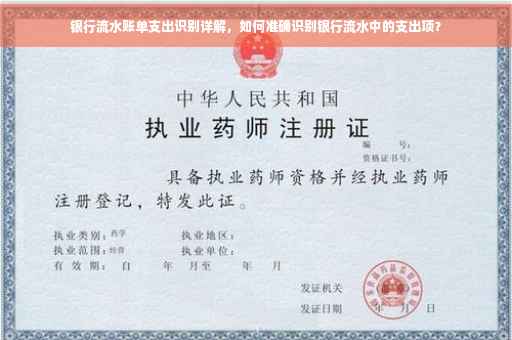 银行流水账单支出识别详解，如何准确识别银行流水中的支出项？
中华人民共和国
执业药师注册证
编　　号：
资格证书号：
具备执业药师资格并经执业药师
注册登记，特发此证。
执业类别：药学　执业地区：
执业范围：经营　执业单位：
有 效 期： 自　　年　　月至　　年　　月
发证机关
发证日期　　年　　月　　日